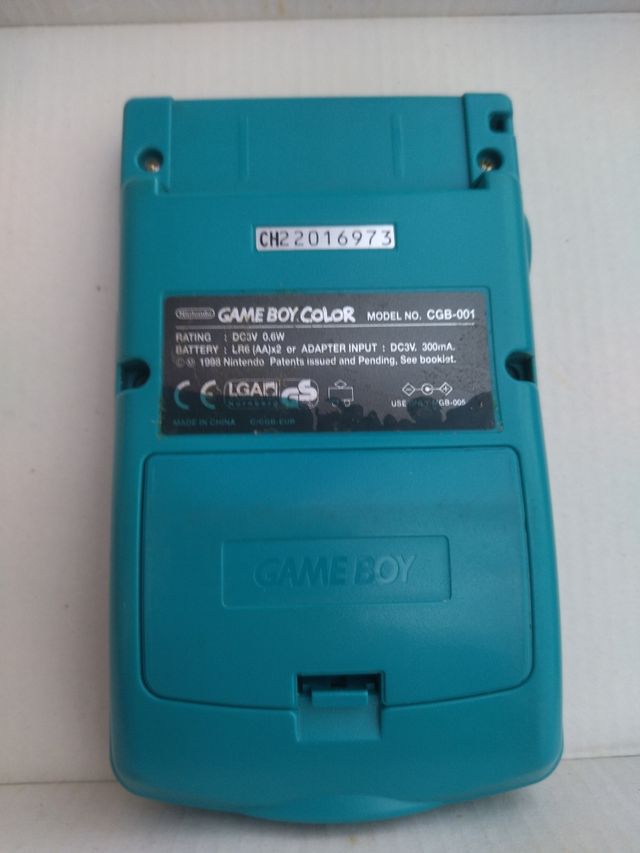 CH22016973
Nintendo GAME BOY COLOR MODEL NO. CGB-001
RATING : DC3V 0.6W
BATTERY : LR6 (AA)x2 or ADAPTER INPUT : DC3V, 300mA.
©Ⓜ 1998 Nintendo Patents issued and Pending, See booklet.
CE LGA GS
Nürnberg
USE GB-005
MADE IN CHINA C/CGB-EUR
GAME BOY